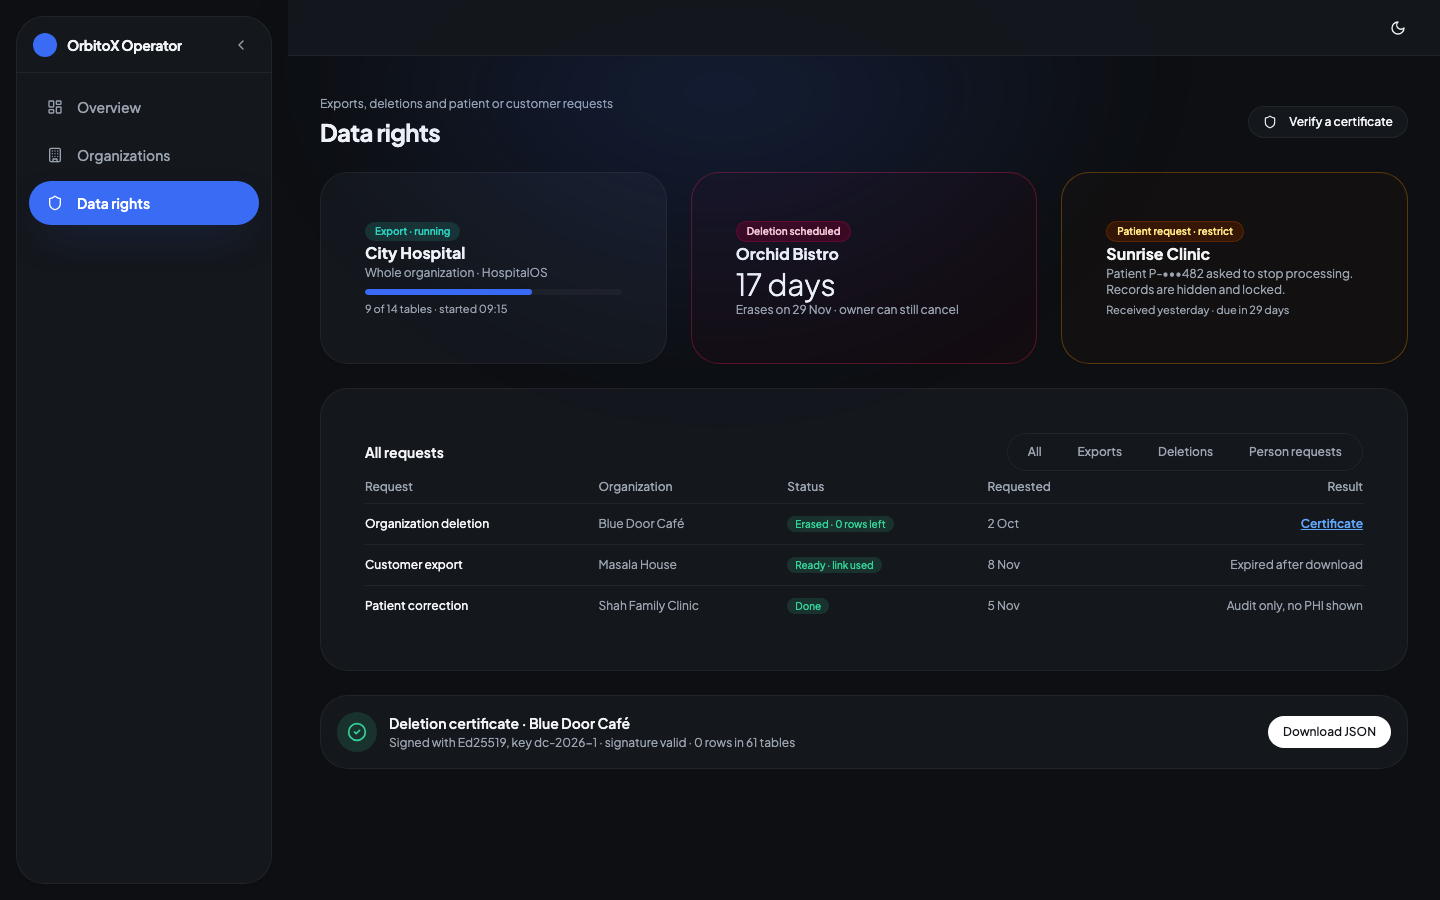 OrbitoX Operator
Overview
Organizations
Data rights
Exports, deletions and patient or customer requests
Data rights
Verify a certificate
Export · running
City Hospital
Whole organization · HospitalOS
9 of 14 tables · started 09:15
Deletion scheduled
Orchid Bistro
17 days
Erases on 29 Nov · owner can still cancel
Patient request · restrict
Sunrise Clinic
Patient P-•••482 asked to stop processing.
Records are hidden and locked.
Received yesterday · due in 29 days
All requests
All Exports Deletions Person requests
Request Organization Status Requested Result
Organization deletion Blue Door Café Erased · 0 rows left 2 Oct Certificate
Customer export Masala House Ready · link used 8 Nov Expired after download
Patient correction Shah Family Clinic Done 5 Nov Audit only, no PHI shown
Deletion certificate · Blue Door Café
Signed with Ed25519, key dc-2026-1 · signature valid · 0 rows in 61 tables
Download JSON